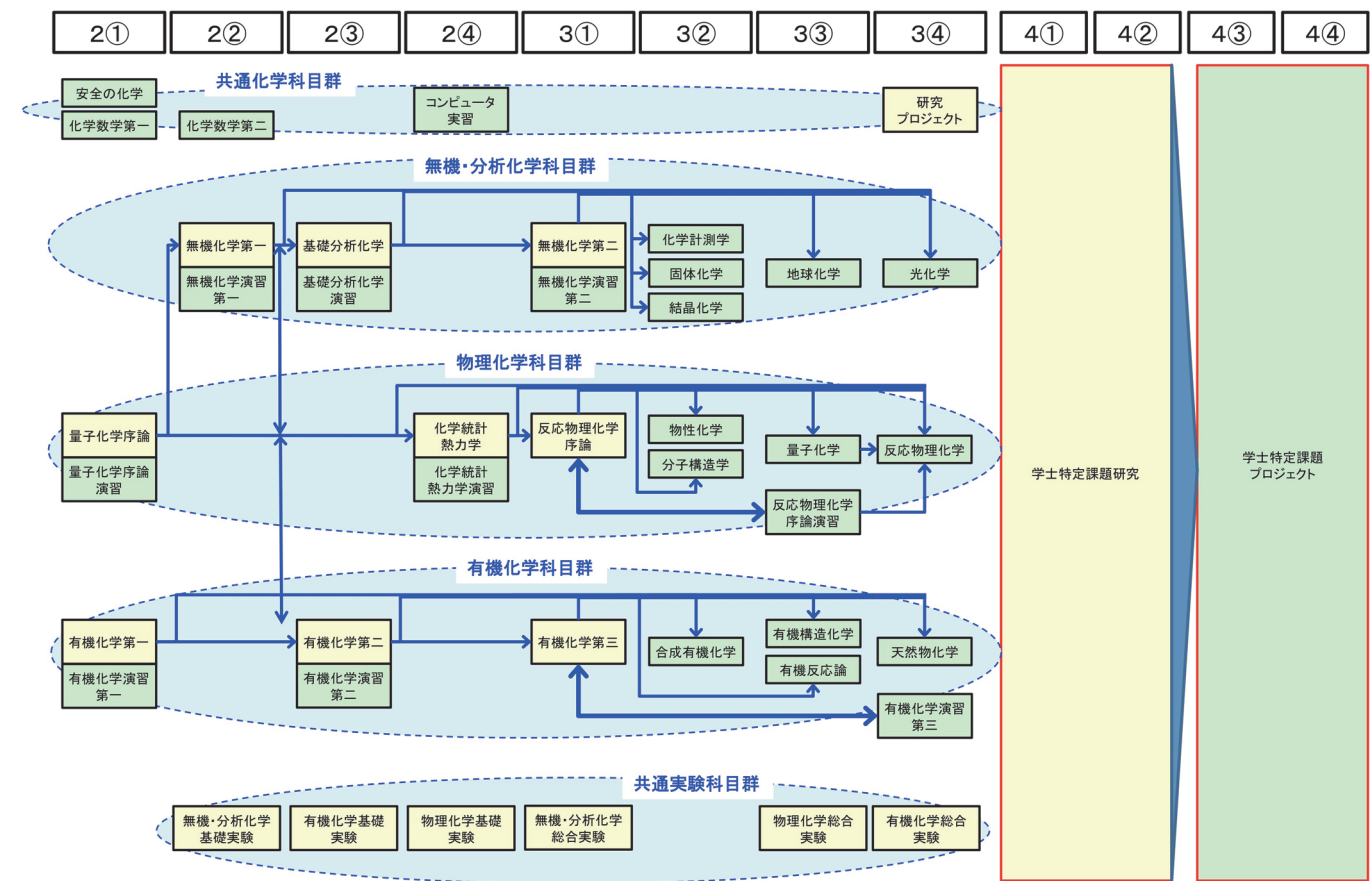 2①
2②
2③
2④
3①
3②
3③
3④
4①
4②
4③
4④
共通化学科目群
安全の化学
化学数学第一
化学数学第二
コンピュータ
実習
研究
プロジェクト
無機・分析化学科目群
無機化学第一
無機化学演習
第一
基礎分析化学
基礎分析化学
演習
無機化学第二
無機化学演習
第二
化学計測学
固体化学
結晶化学
地球化学
光化学
物理化学科目群
量子化学序論
量子化学序論
演習
化学統計
熱力学
化学統計
熱力学演習
反応物理化学
序論
物性化学
分子構造学
量子化学
反応物理化学
序論演習
反応物理化学
有機化学科目群
有機化学第一
有機化学演習
第一
有機化学第二
有機化学演習
第二
有機化学第三
合成有機化学
有機構造化学
有機反応論
天然物化学
有機化学演習
第三
共通実験科目群
無機・分析化学
基礎実験
有機化学基礎
実験
物理化学基礎
実験
無機・分析化学
総合実験
物理化学総合
実験
有機化学総合
実験
学士特定課題研究
学士特定課題
プロジェクト